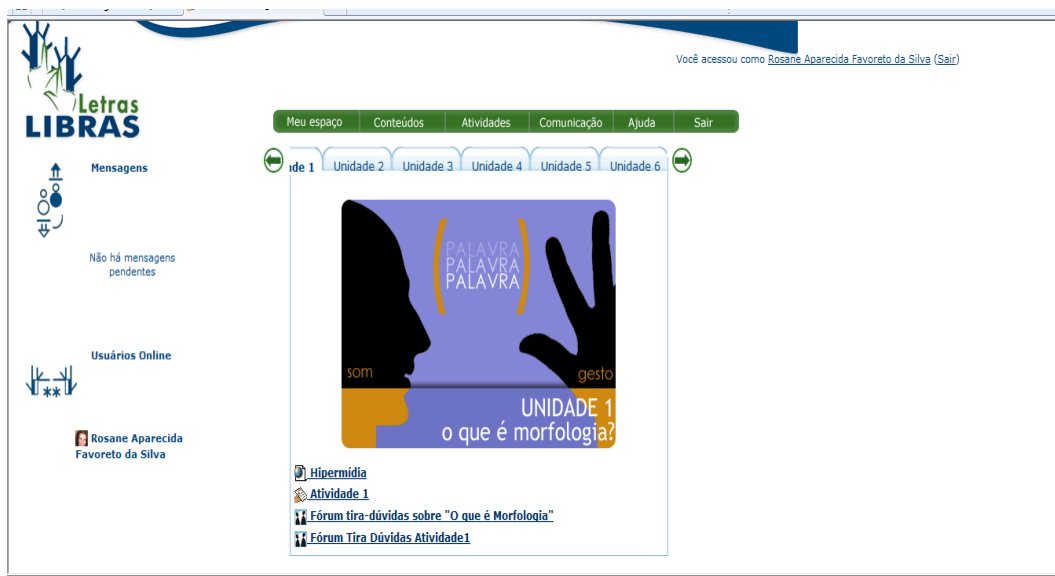 Você acessou como Rosane Aparecida Favoreto da Silva (Sair)
Letras
LIBRAS
Meu espaço Conteúdos Atividades Comunicação Ajuda Sair
de 1 Unidade 2 Unidade 3 Unidade 4 Unidade 5 Unidade 6
Mensagens
Não há mensagens
pendentes
Usuários Online
Rosane Aparecida
Favoreto da Silva
PALAVRA
PALAVRA
PALAVRA
som
gesto
UNIDADE 1
o que é morfologia?
Hipermídia
Atividade 1
Fórum tira-dúvidas sobre "O que é Morfologia"
Fórum Tira Dúvidas Atividade1